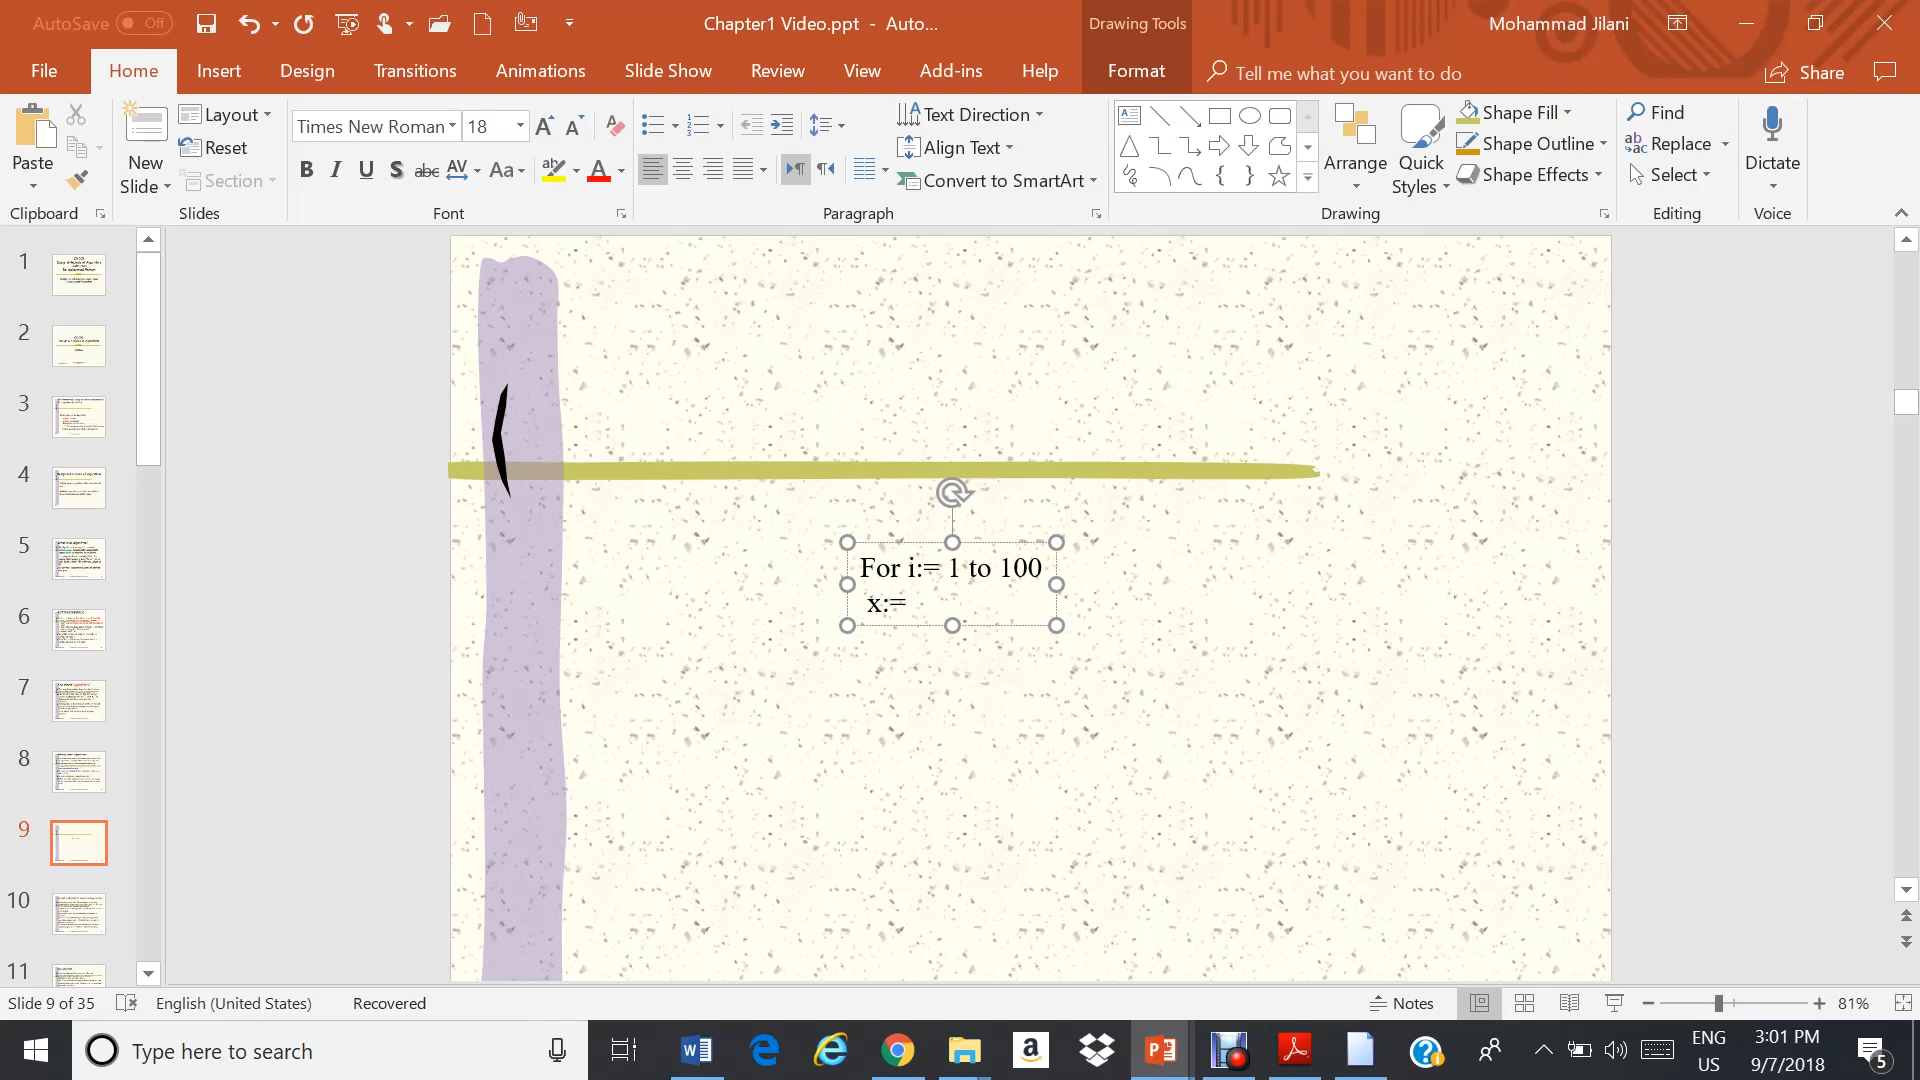 AutoSave Off
Chapter1 Video.ppt - Auto...
Drawing Tools
Mohammad Jilani
File Home Insert Design Transitions Animations Slide Show Review View Add-ins Help Format Tell me what you want to do Share
Paste
Clipboard
New Slide
Layout
Reset
Section
Slides
Times New Roman 18
Font
Text Direction
Align Text
Convert to SmartArt
Paragraph
Arrange
Quick Styles
Shape Fill
Shape Outline
Shape Effects
Drawing
Find
Replace
Select
Editing
Dictate
Voice
1
2
3
4
5
6
7
8
9
10
11
For i:= 1 to 100
x:=
Slide 9 of 35 English (United States) Recovered Notes 81%
Type here to search
ENG
US
3:01 PM
9/7/2018
5